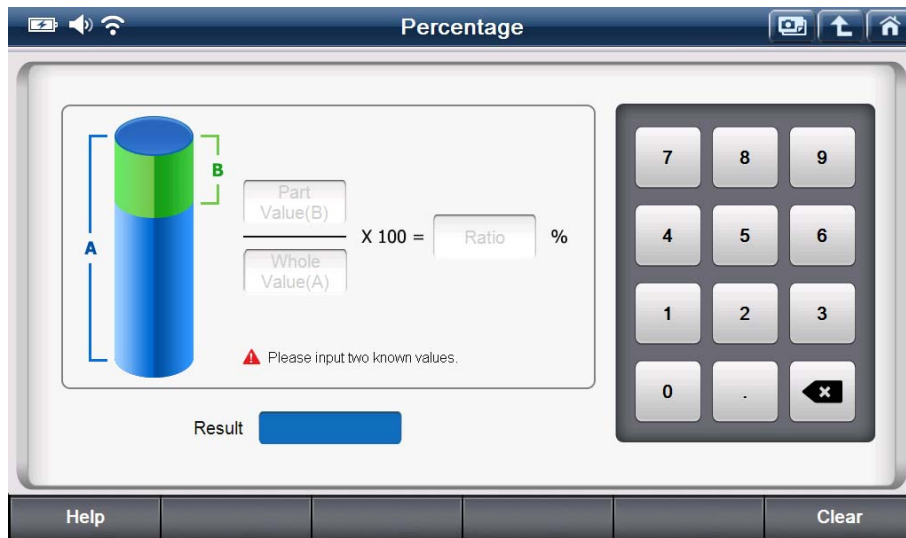 Percentage
B
A
Part
Value(B)
X 100 =
Ratio
%
Whole
Value(A)
Please input two known values.
Result
7
8
9
4
5
6
1
2
3
0
.
Help
Clear